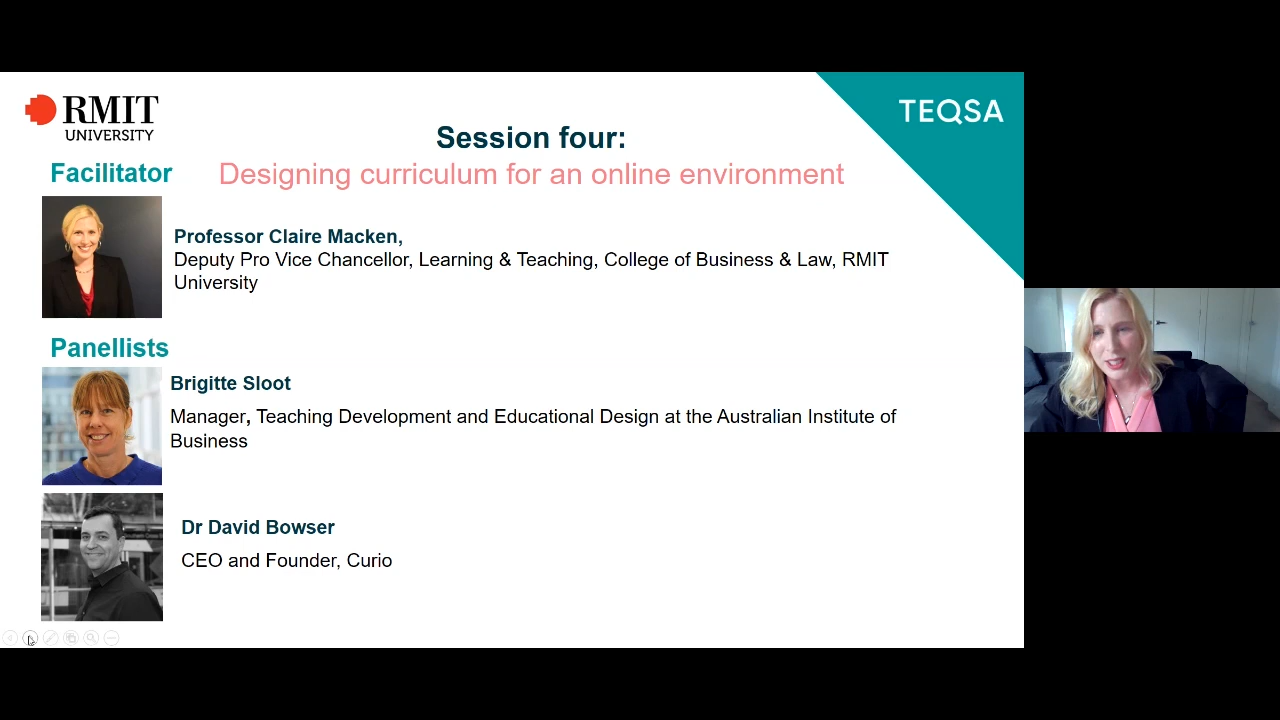 RMIT
UNIVERSITY
TEQSA
Session four:
Designing curriculum for an online environment
Facilitator
Professor Claire Macken,
Deputy Pro Vice Chancellor, Learning & Teaching, College of Business & Law, RMIT
University
Panellists
Brigitte Sloot
Manager, Teaching Development and Educational Design at the Australian Institute of
Business
Dr David Bowser
CEO and Founder, Curio